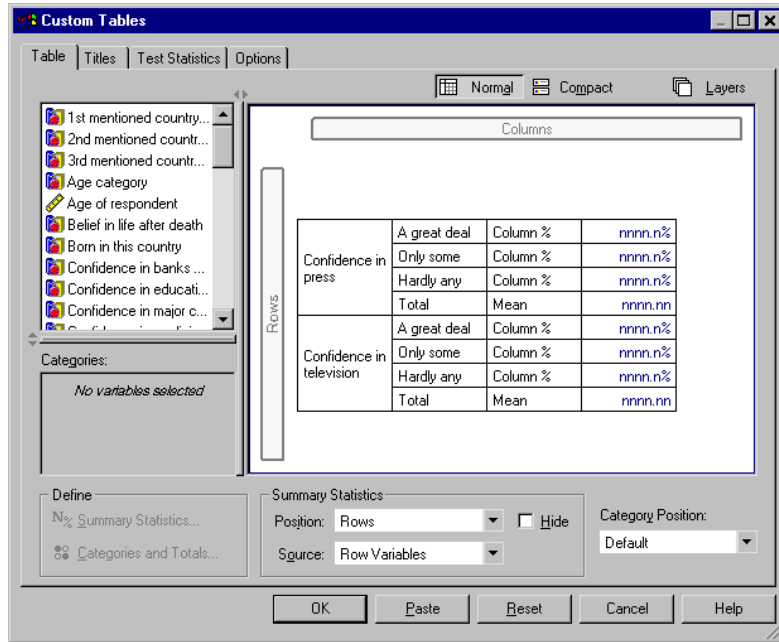 Custom Tables
Table Titles Test Statistics Options
Normal Compact Layers
1st mentioned country...
2nd mentioned countr...
3rd mentioned countr...
Age category
Age of respondent
Belief in life after death
Born in this country
Confidence in banks ...
Confidence in educati...
Confidence in major c...
Categories:
No variables selected
Columns
Rows
Confidence in press
A great deal Column % nnnn.n%
Only some Column % nnnn.n%
Hardly any Column % nnnn.n%
Total Mean nnnn.nn
Confidence in television
A great deal Column % nnnn.n%
Only some Column % nnnn.n%
Hardly any Column % nnnn.n%
Total Mean nnnn.nn
Define
N% Summary Statistics...
Categories and Totals...
Summary Statistics
Position: Rows Hide
Source: Row Variables
Category Position:
Default
OK Paste Reset Cancel Help